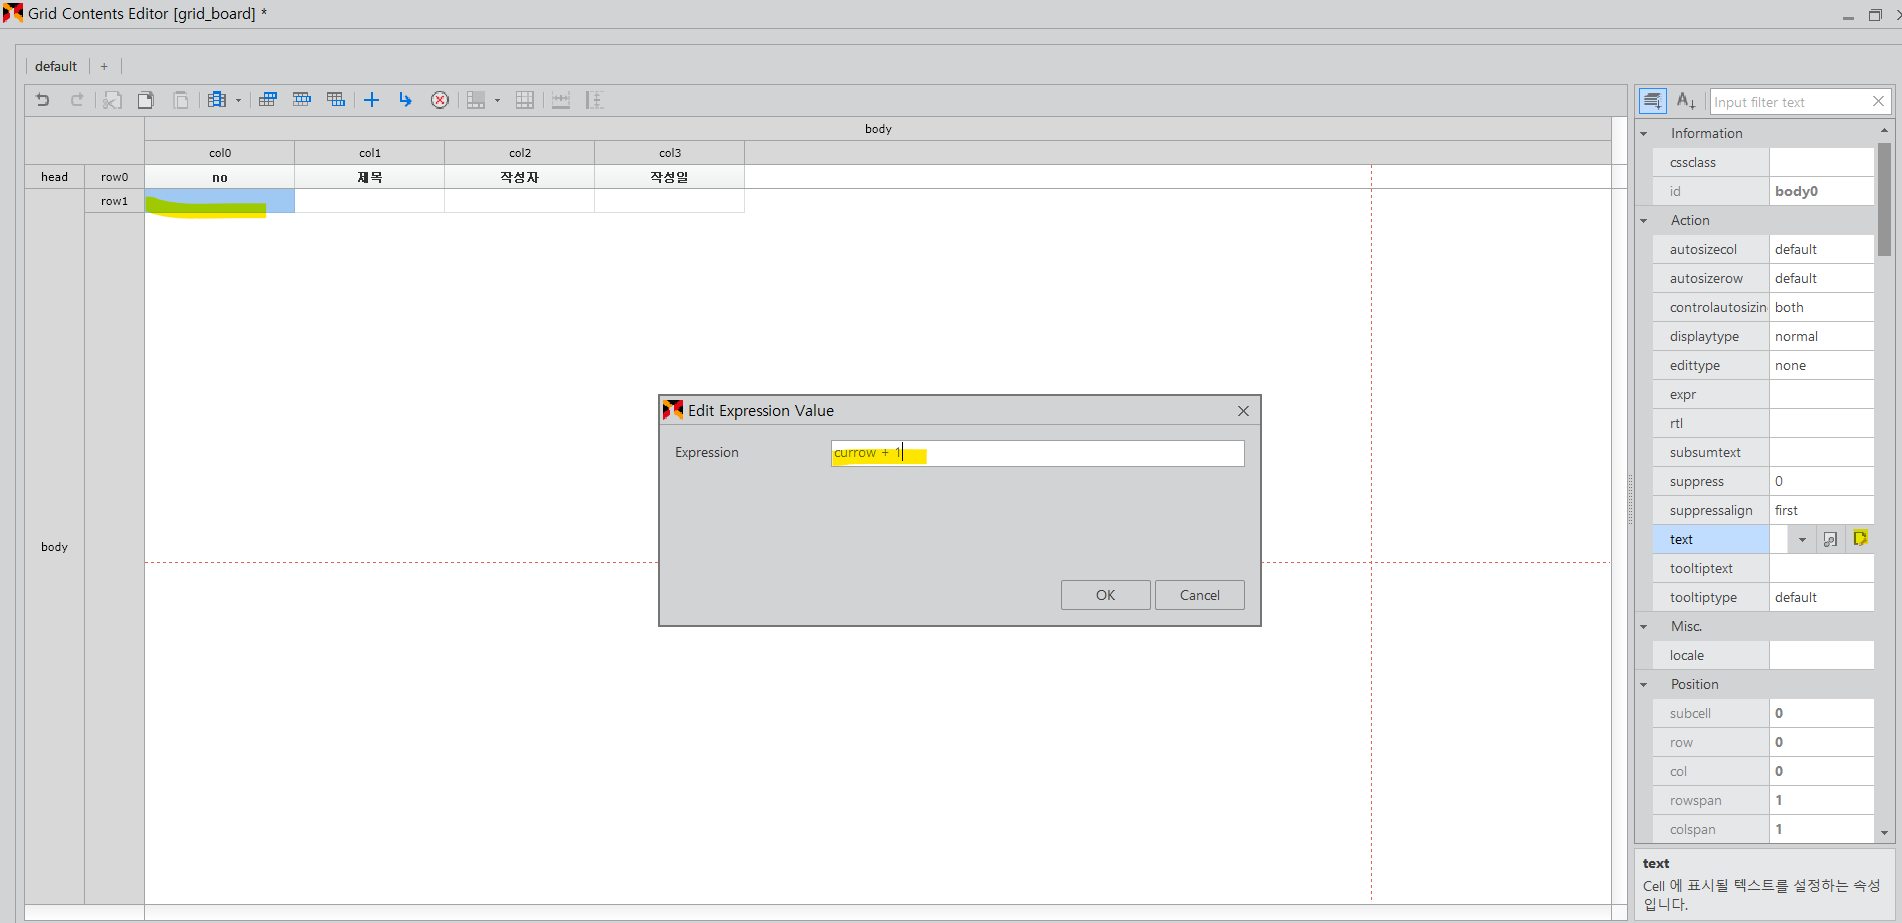 Grid Contents Editor [grid_board] *
default +
Input filter text
body
col0 col1 col2 col3
head row0 no 제목 작성자 작성일
row1
body
Edit Expression Value
Expression currow + 1
OK Cancel
Information
cssclass
id body0
Action
autosizecol default
autosizerow default
controlautosizin both
displaytype normal
edittype none
expr
rtl
subsumtext
suppress 0
suppressalign first
text
tooltiptext
tooltiptype default
Misc.
locale
Position
subcell 0
row 0
col 0
rowspan 1
colspan 1
text
Cell 에 표시될 텍스트를 설정하는 속성
입니다.